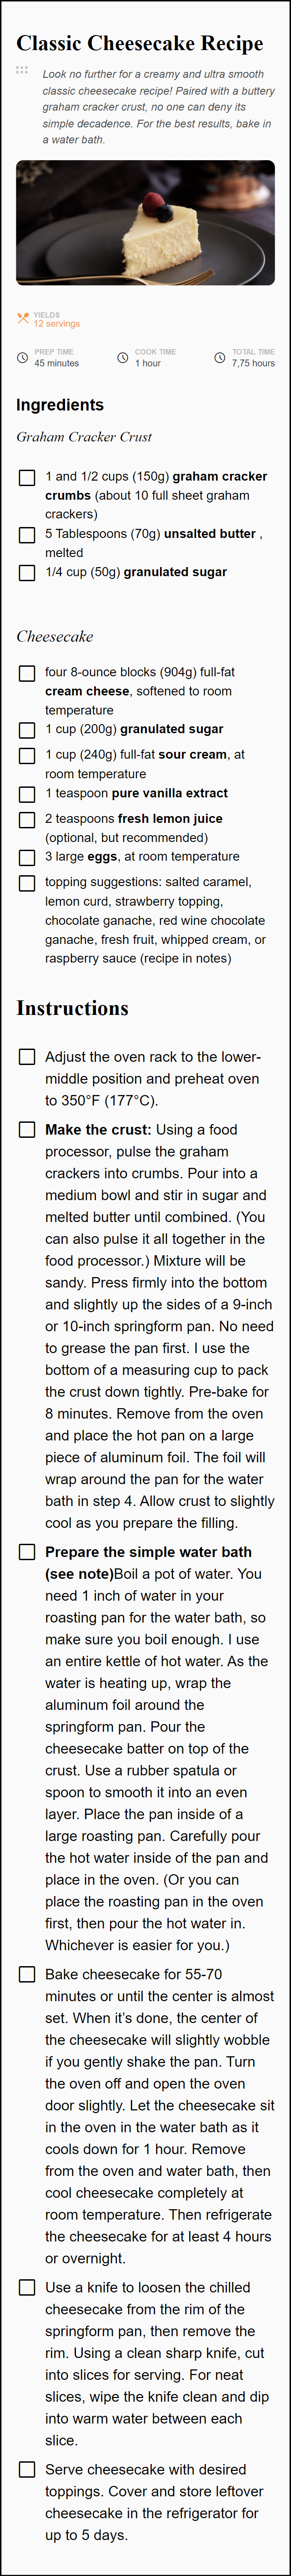 Classic Cheesecake Recipe
Look no further for a creamy and ultra smooth
classic cheesecake recipe! Paired with a buttery
graham cracker crust, no one can deny its
simple decadence. For the best results, bake in
a water bath.
YIELDS
12 servings
PREP TIME
45 minutes
COOK TIME
1 hour
TOTAL TIME
7,75 hours
Ingredients
Graham Cracker Crust
1 and 1/2 cups (150g) graham cracker
crumbs (about 10 full sheet graham
crackers)
5 Tablespoons (70g) unsalted butter ,
melted
1/4 cup (50g) granulated sugar
Cheesecake
four 8-ounce blocks (904g) full-fat
cream cheese, softened to room
temperature
1 cup (200g) granulated sugar
1 cup (240g) full-fat sour cream, at
room temperature
1 teaspoon pure vanilla extract
2 teaspoons fresh lemon juice
(optional, but recommended)
3 large eggs, at room temperature
topping suggestions: salted caramel,
lemon curd, strawberry topping,
chocolate ganache, red wine chocolate
ganache, fresh fruit, whipped cream, or
raspberry sauce (recipe in notes)
Instructions
Adjust the oven rack to the lower-
middle position and preheat oven
to 350°F (177°C).
Make the crust: Using a food
processor, pulse the graham
crackers into crumbs. Pour into a
medium bowl and stir in sugar and
melted butter until combined. (You
can also pulse it all together in the
food processor.) Mixture will be
sandy. Press firmly into the bottom
and slightly up the sides of a 9-inch
or 10-inch springform pan. No need
to grease the pan first. I use the
bottom of a measuring cup to pack
the crust down tightly. Pre-bake for
8 minutes. Remove from the oven
and place the hot pan on a large
piece of aluminum foil. The foil will
wrap around the pan for the water
bath in step 4. Allow crust to slightly
cool as you prepare the filling.
Prepare the simple water bath
(see note)Boil a pot of water. You
need 1 inch of water in your
roasting pan for the water bath, so
make sure you boil enough. I use
an entire kettle of hot water. As the
water is heating up, wrap the
aluminum foil around the
springform pan. Pour the
cheesecake batter on top of the
crust. Use a rubber spatula or
spoon to smooth it into an even
layer. Place the pan inside of a
large roasting pan. Carefully pour
the hot water inside of the pan and
place in the oven. (Or you can
place the roasting pan in the oven
first, then pour the hot water in.
Whichever is easier for you.)
Bake cheesecake for 55-70
minutes or until the center is almost
set. When it's done, the center of
the cheesecake will slightly wobble
if you gently shake the pan. Turn
the oven off and open the oven
door slightly. Let the cheesecake sit
in the oven in the water bath as it
cools down for 1 hour. Remove
from the oven and water bath, then
cool cheesecake completely at
room temperature. Then refrigerate
the cheesecake for at least 4 hours
or overnight.
Use a knife to loosen the chilled
cheesecake from the rim of the
springform pan, then remove the
rim. Using a clean sharp knife, cut
into slices for serving. For neat
slices, wipe the knife clean and dip
into warm water between each
slice.
Serve cheesecake with desired
toppings. Cover and store leftover
cheesecake in the refrigerator for
up to 5 days.